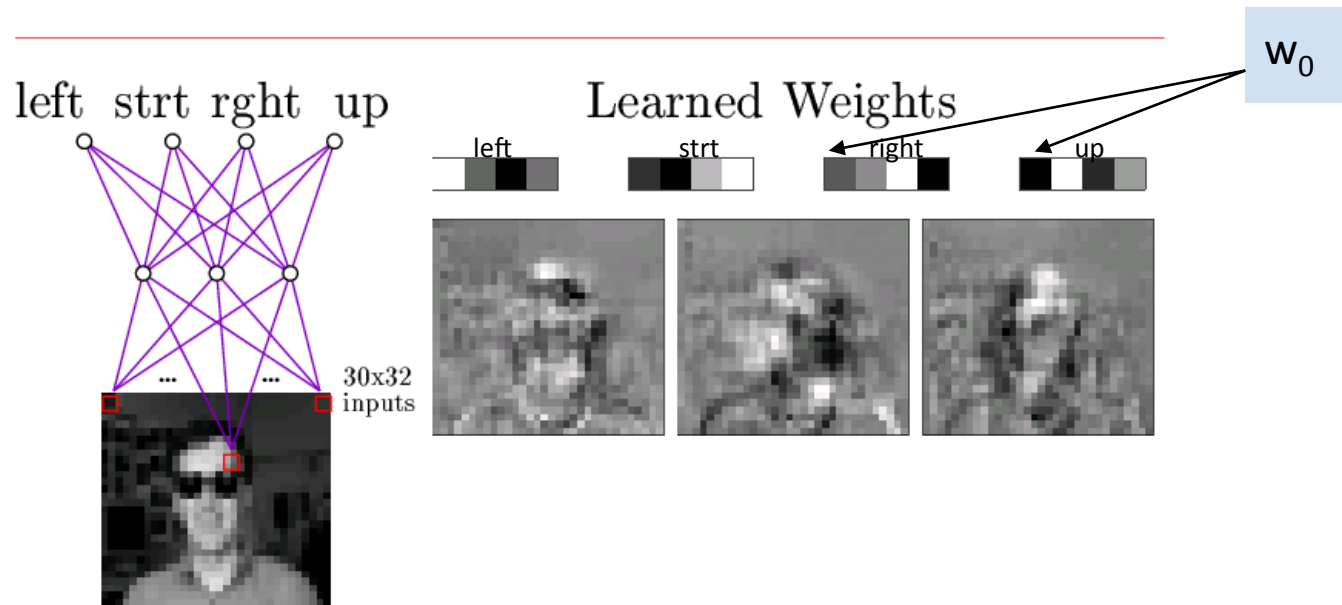 w0
left strt rght up
Learned Weights
left strt right up
... ...
30x32
inputs